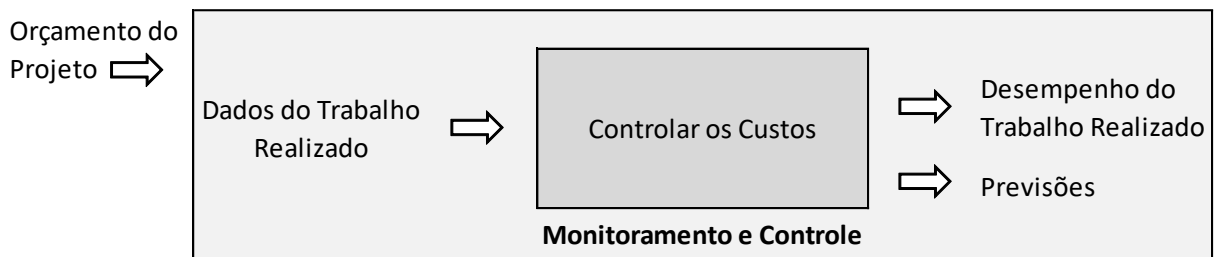 Orçamento do
Projeto
Dados do Trabalho
Realizado
Controlar os Custos
Desempenho do
Trabalho Realizado
Previsões
Monitoramento e Controle